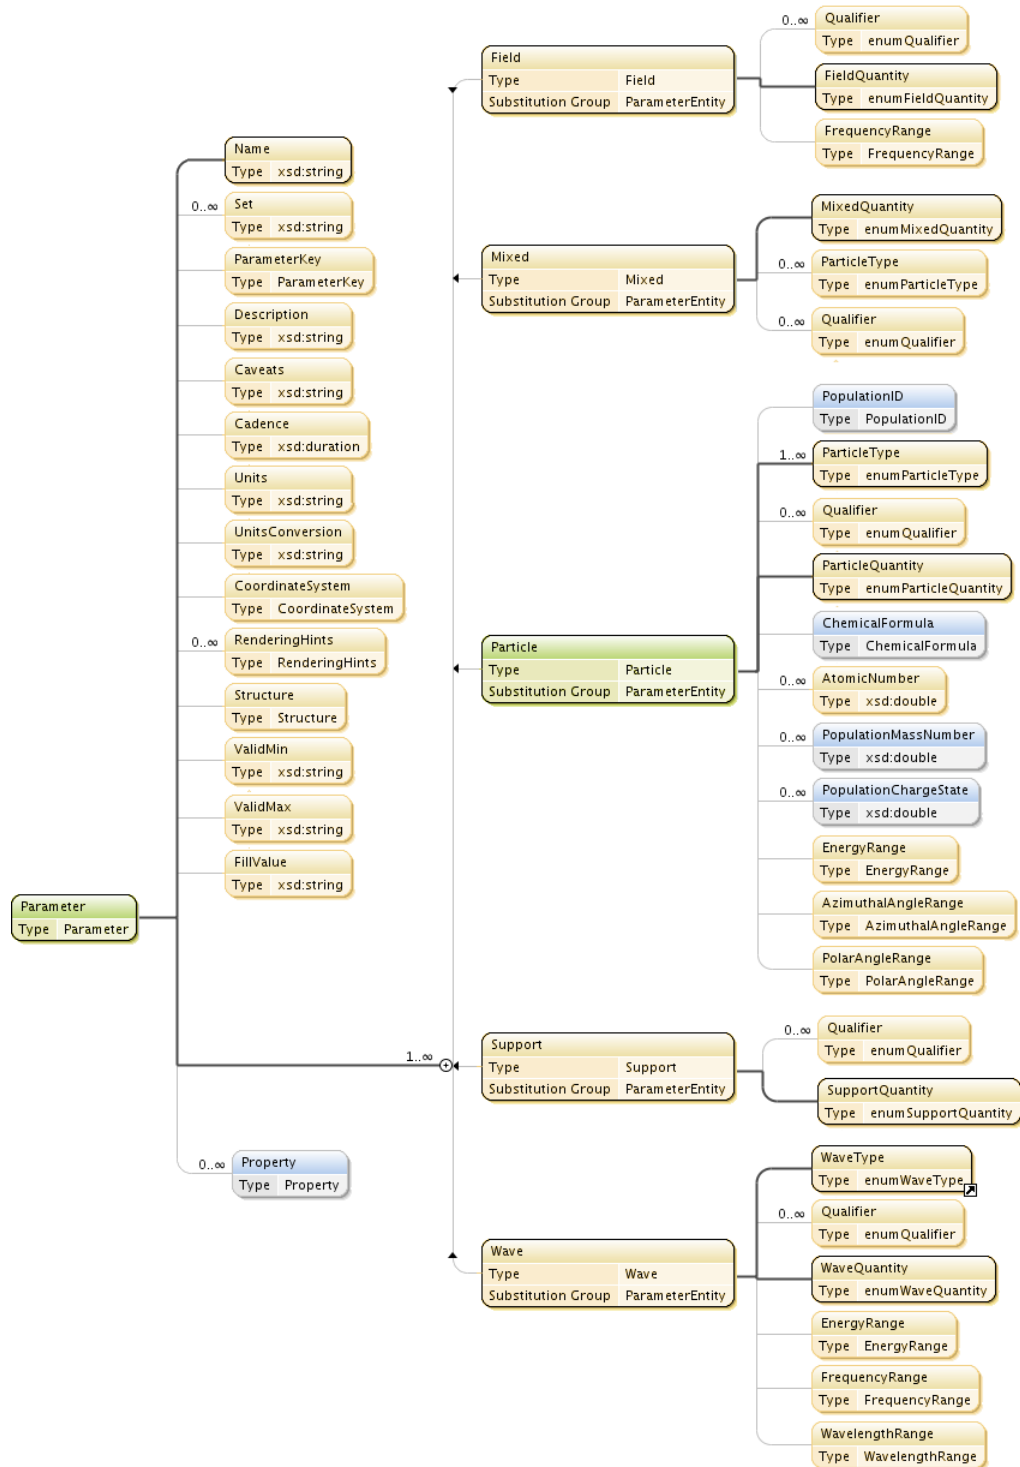 Parameter
Type Parameter
Name
Type xsd:string
0..∞
Set
Type xsd:string
ParameterKey
Type ParameterKey
Description
Type xsd:string
Caveats
Type xsd:string
Cadence
Type xsd:duration
Units
Type xsd:string
UnitsConversion
Type xsd:string
CoordinateSystem
Type CoordinateSystem
0..∞
RenderingHints
Type RenderingHints
Structure
Type Structure
ValidMin
Type xsd:string
ValidMax
Type xsd:string
FillValue
Type xsd:string
1..∞
0..∞
Property
Type Property
Field
Type Field
Substitution Group ParameterEntity
0..∞
Qualifier
Type enumQualifier
FieldQuantity
Type enumFieldQuantity
FrequencyRange
Type FrequencyRange
Mixed
Type Mixed
Substitution Group ParameterEntity
MixedQuantity
Type enumMixedQuantity
0..∞
ParticleType
Type enumParticleType
0..∞
Qualifier
Type enumQualifier
Particle
Type Particle
Substitution Group ParameterEntity
PopulationID
Type PopulationID
1..∞
ParticleType
Type enumParticleType
0..∞
Qualifier
Type enumQualifier
ParticleQuantity
Type enumParticleQuantity
ChemicalFormula
Type ChemicalFormula
0..∞
AtomicNumber
Type xsd:double
0..∞
PopulationMassNumber
Type xsd:double
0..∞
PopulationChargeState
Type xsd:double
EnergyRange
Type EnergyRange
AzimuthalAngleRange
Type AzimuthalAngleRange
PolarAngleRange
Type PolarAngleRange
Support
Type Support
Substitution Group ParameterEntity
0..∞
Qualifier
Type enumQualifier
SupportQuantity
Type enumSupportQuantity
Wave
Type Wave
Substitution Group ParameterEntity
WaveType
Type enumWaveType
0..∞
Qualifier
Type enumQualifier
WaveQuantity
Type enumWaveQuantity
EnergyRange
Type EnergyRange
FrequencyRange
Type FrequencyRange
WavelengthRange
Type WavelengthRange